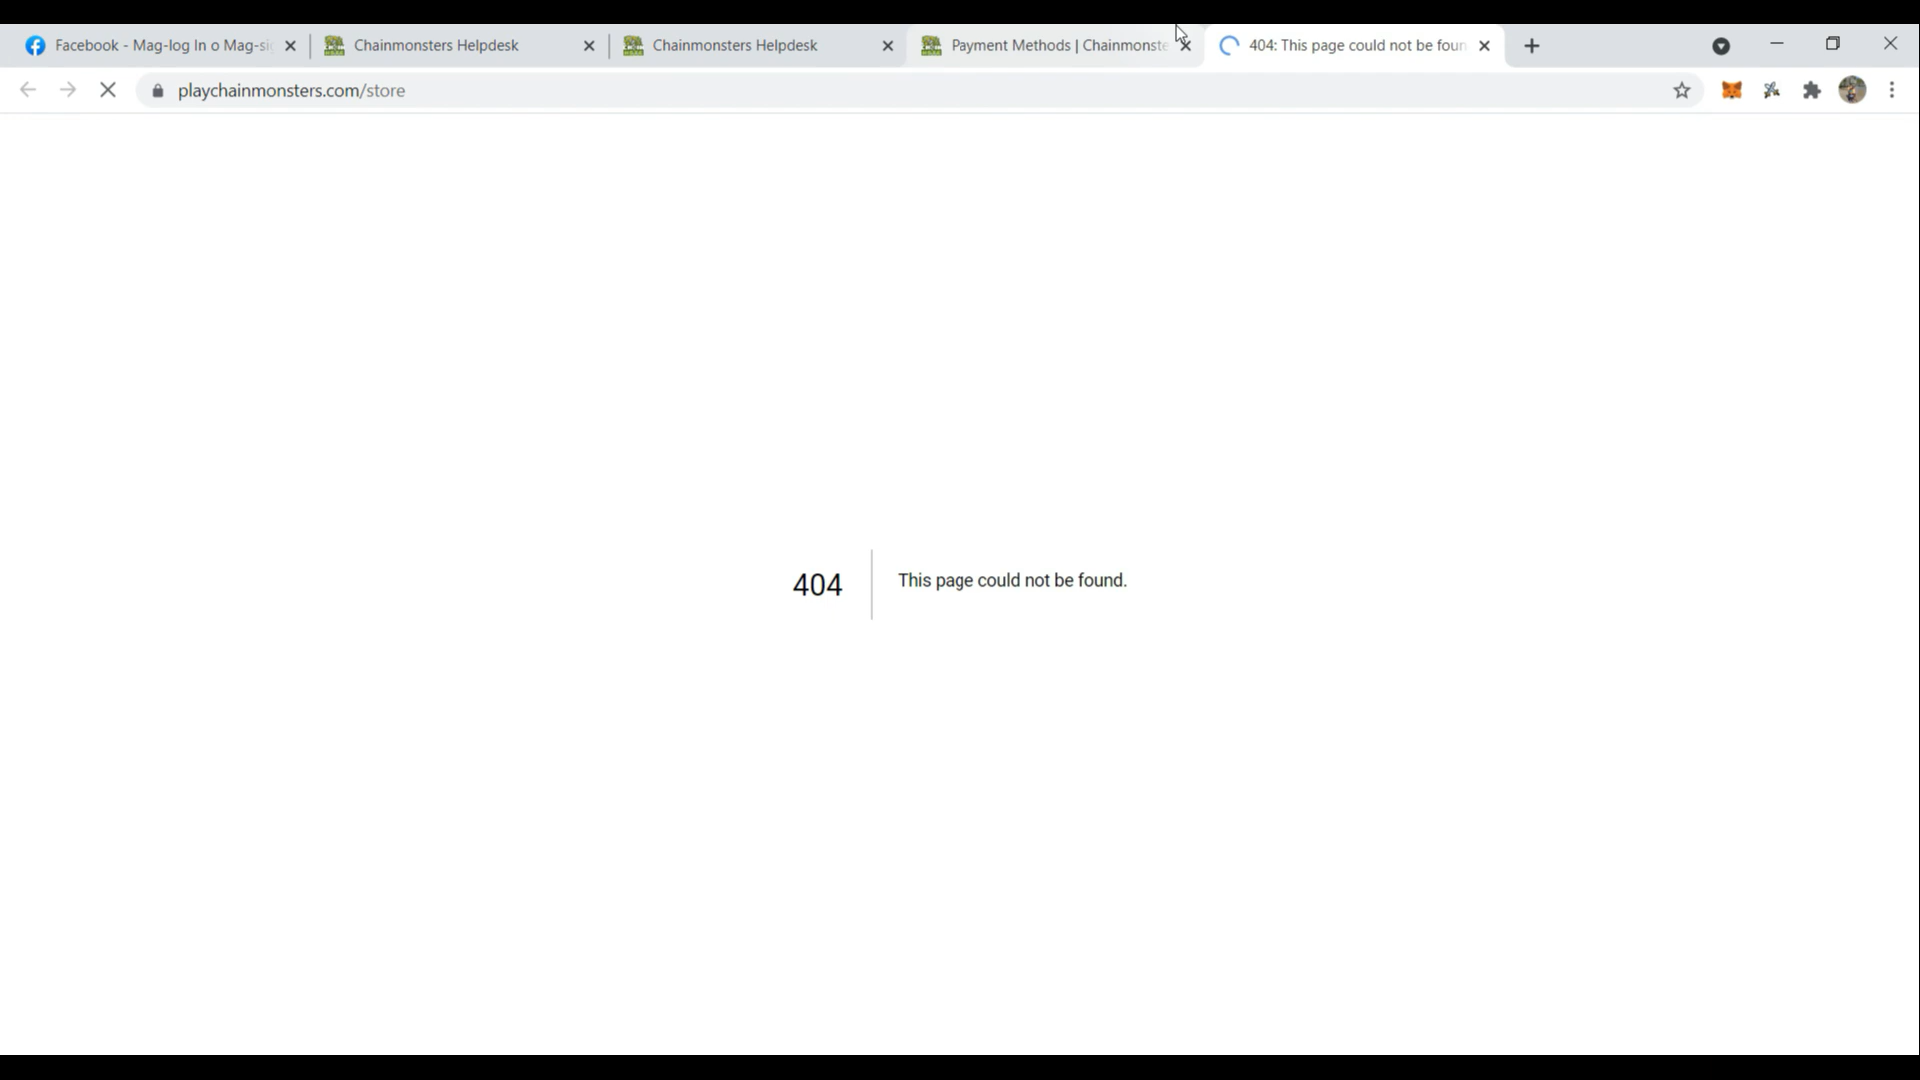 Facebook - Mag-log In o Mag-si
Chainmonsters Helpdesk
Chainmonsters Helpdesk
Payment Methods | Chainmonste
404: This page could not be foun
playchainmonsters.com/store
404
This page could not be found.